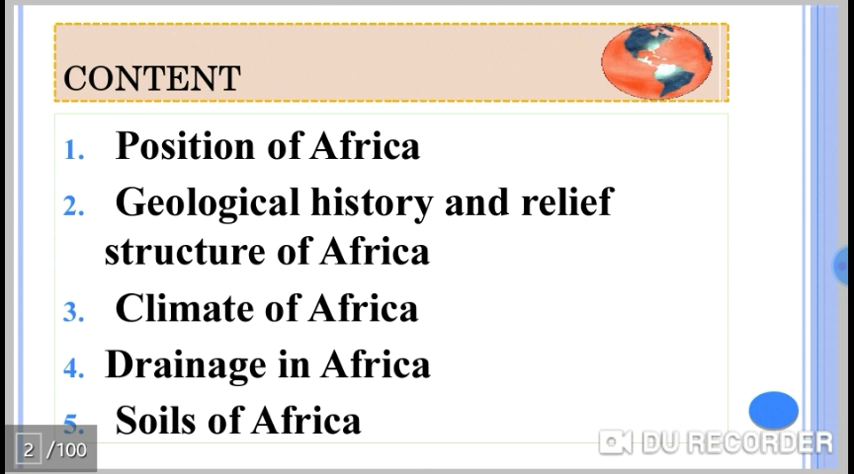 CONTENT
1. Position of Africa
2. Geological history and relief
structure of Africa
3. Climate of Africa
4. Drainage in Africa
5. Soils of Africa
2 /100
DU RECORDER